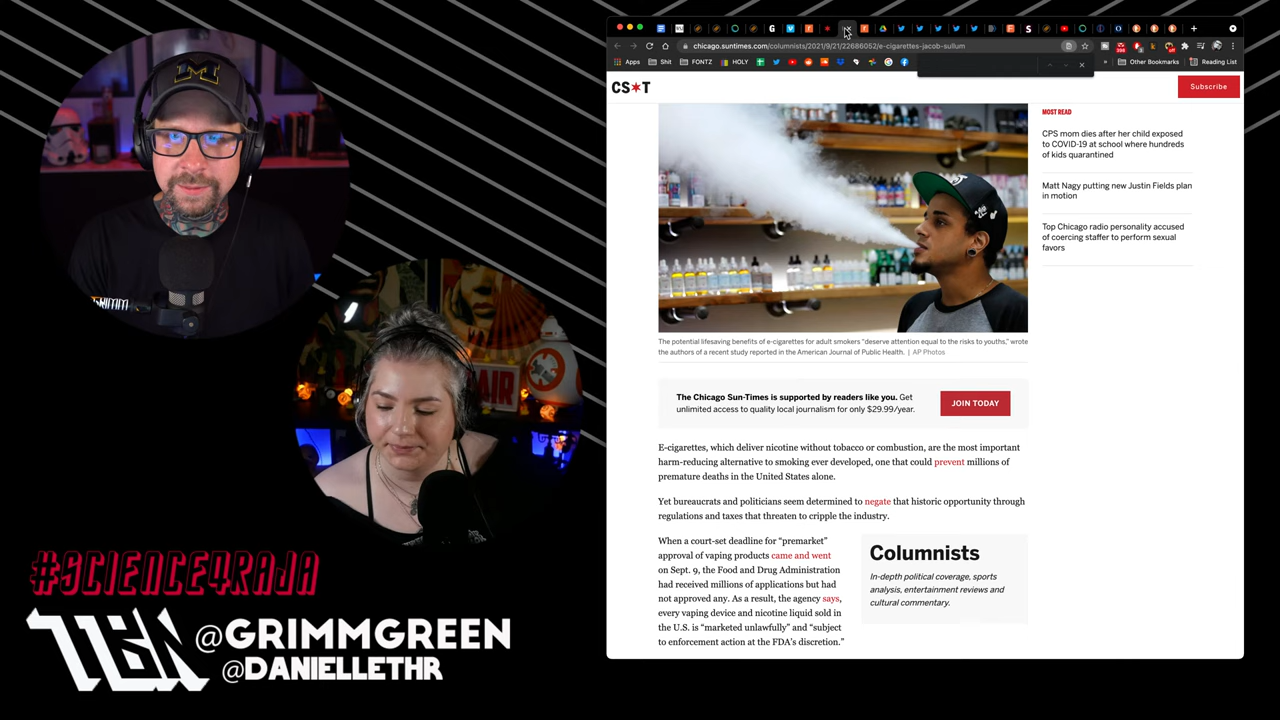 chicago.suntimes.com/columnists/2021/9/21/22686052/e-cigarettes-jacob-sullum
Apps
Shit
FONTZ
HOLY
Other Bookmarks
Reading List
CS★T
Subscribe
MOST READ
CPS mom dies after her child exposed
to COVID-19 at school where hundreds
of kids quarantined
Matt Nagy putting new Justin Fields plan
in motion
Top Chicago radio personality accused
of coercing staffer to perform sexual
favors
The potential lifesaving benefits of e-cigarettes for adult smokers “deserve attention equal to the risks to youths,” wrote
the authors of a recent study reported in the American Journal of Public Health. | AP Photos
The Chicago Sun-Times is supported by readers like you. Get
unlimited access to quality local journalism for only $29.99/year.
JOIN TODAY
E-cigarettes, which deliver nicotine without tobacco or combustion, are the most important
harm-reducing alternative to smoking ever developed, one that could prevent millions of
premature deaths in the United States alone.
Yet bureaucrats and politicians seem determined to negate that historic opportunity through
regulations and taxes that threaten to cripple the industry.
When a court-set deadline for “premarket”
approval of vaping products came and went
on Sept. 9, the Food and Drug Administration
had received millions of applications but had
not approved any. As a result, the agency says,
every vaping device and nicotine liquid sold in
the U.S. is “marketed unlawfully” and “subject
to enforcement action at the FDA’s discretion.”
Columnists
In-depth political coverage, sports
analysis, entertainment reviews and
cultural commentary.
#SCIENCE4RAJA
@GRIMMGREEN
@DANIELLETHR